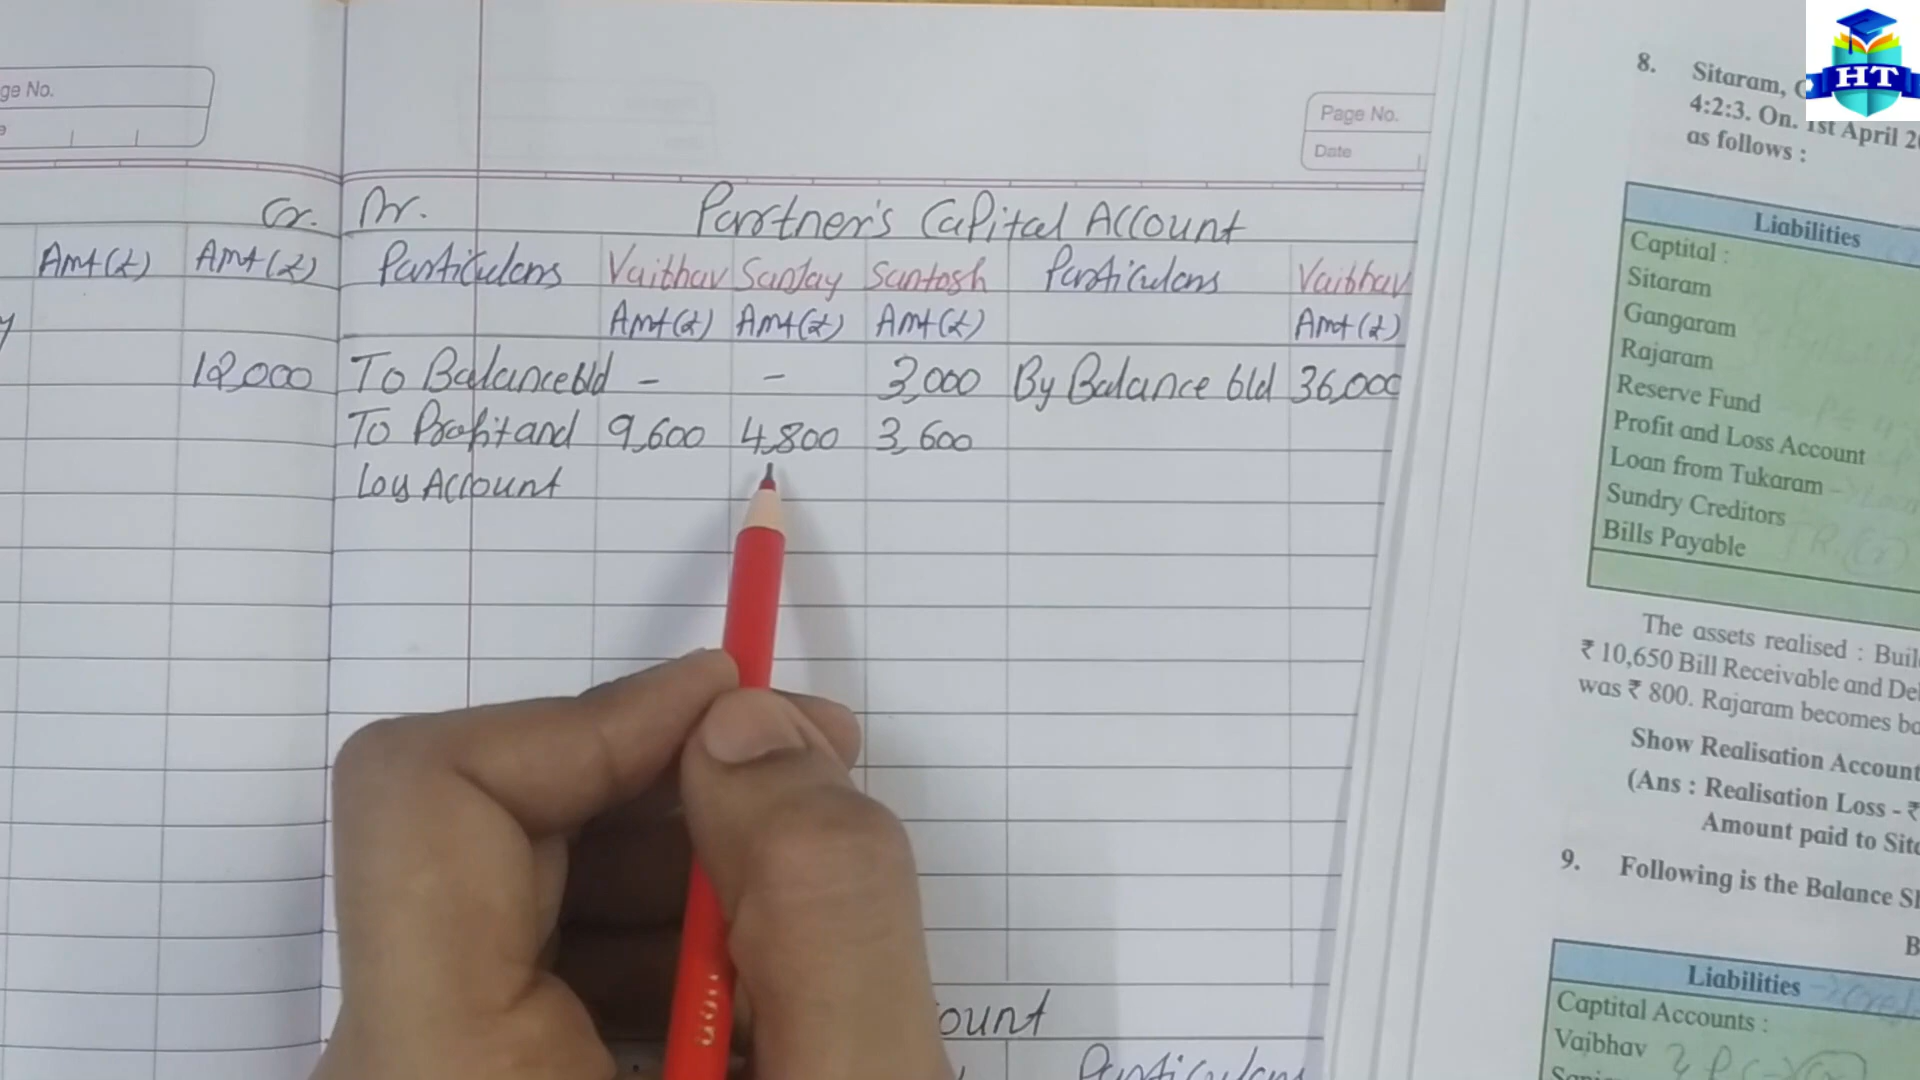 ge No.
Page No.
Date
Cr. Dr. Partner's Capital Account
Amt(₹) Amt(₹) Particulars Vaibhav Sanjay Santosh Particulars Vaibhav
Amt(₹) Amt(₹) Amt(₹) Amt(₹)
12,000 To Balance b/d - - 3,000 By Balance b/d 36,000
To Profit and 9,600 4,800 3,600
Loss Account
ount
Particulars
HT
8. Sitaram, G
4:2:3. On. 1st April 2
as follows :
Liabilities
Captital :
Sitaram
Gangaram
Rajaram
Reserve Fund
Profit and Loss Account
Loan from Tukaram
Sundry Creditors
Bills Payable
The assets realised : Buil
₹ 10,650 Bill Receivable and De
was ₹ 800. Rajaram becomes ba
Show Realisation Account
(Ans : Realisation Loss - ₹
Amount paid to Sita
9. Following is the Balance S
B
Liabilities
Captital Accounts :
Vaibhav